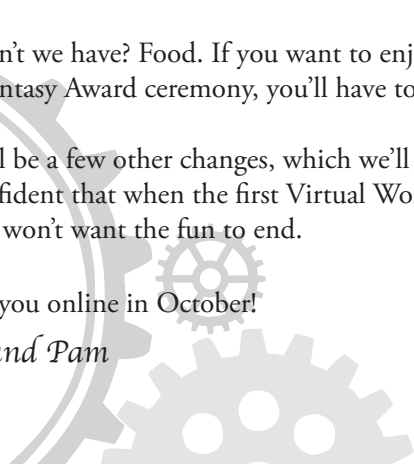 n't we have? Food. If you want to enj
ntasy Award ceremony, you'll have to
l be a few other changes, which we'll
fident that when the first Virtual Wo
won't want the fun to end.
you online in October!
and Pam